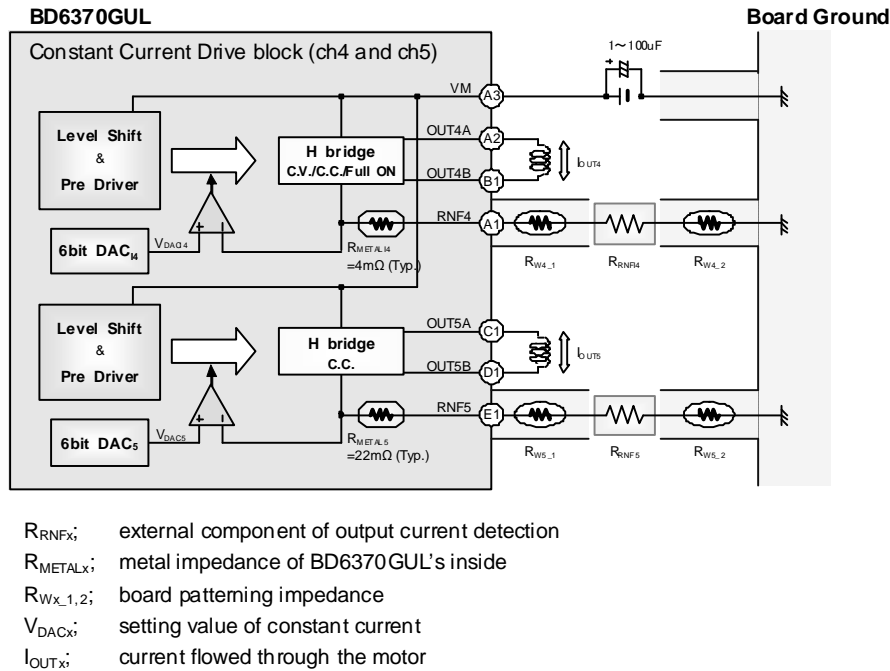 BD6370GUL
Board Ground
Constant Current Drive block (ch4 and ch5)
1~100uF
+
VM
A3
Level Shift
&
Pre Driver
H bridge
C.V./C.C./Full ON
OUT4A
A2
OUT4B
B1
IOUT4
6bit DACI4
VDACI4
+
-
RMETALI4
=4mΩ (Typ.)
RNF4
A1
RW4_1
RRNFI4
RW4_2
Level Shift
&
Pre Driver
H bridge
C.C.
OUT5A
C1
OUT5B
D1
IOUT5
6bit DAC5
VDAC5
+
-
RMETAL5
=22mΩ (Typ.)
RNF5
E1
RW5_1
RRNF5
RW5_2
RRNFx; external component of output current detection
RMETALx; metal impedance of BD6370GUL's inside
RWx_1,2; board patterning impedance
VDACx; setting value of constant current
IOUTx; current flowed through the motor